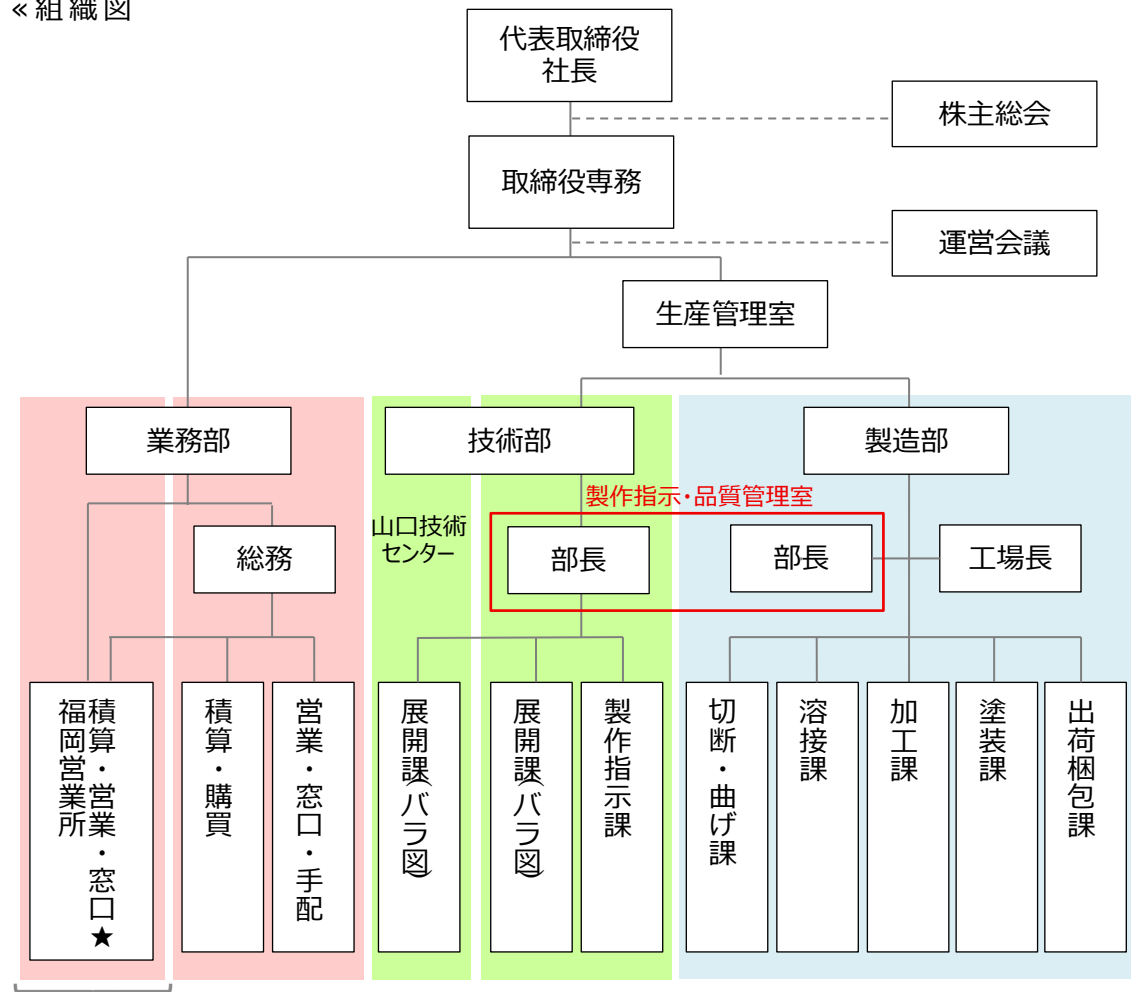 ≪組織図
代表取締役
社長
株主総会
取締役専務
運営会議
生産管理室
業務部
技術部
製造部
製作指示・品質管理室
山口技術
センター
総務
部長
部長
工場長
積算・営業・窓口★
福岡営業所
積算・購買
営業・窓口・手配
展開課(バラ図)
展開課(バラ図)
製作指示課
切断・曲げ課
溶接課
加工課
塗装課
出荷梱包課